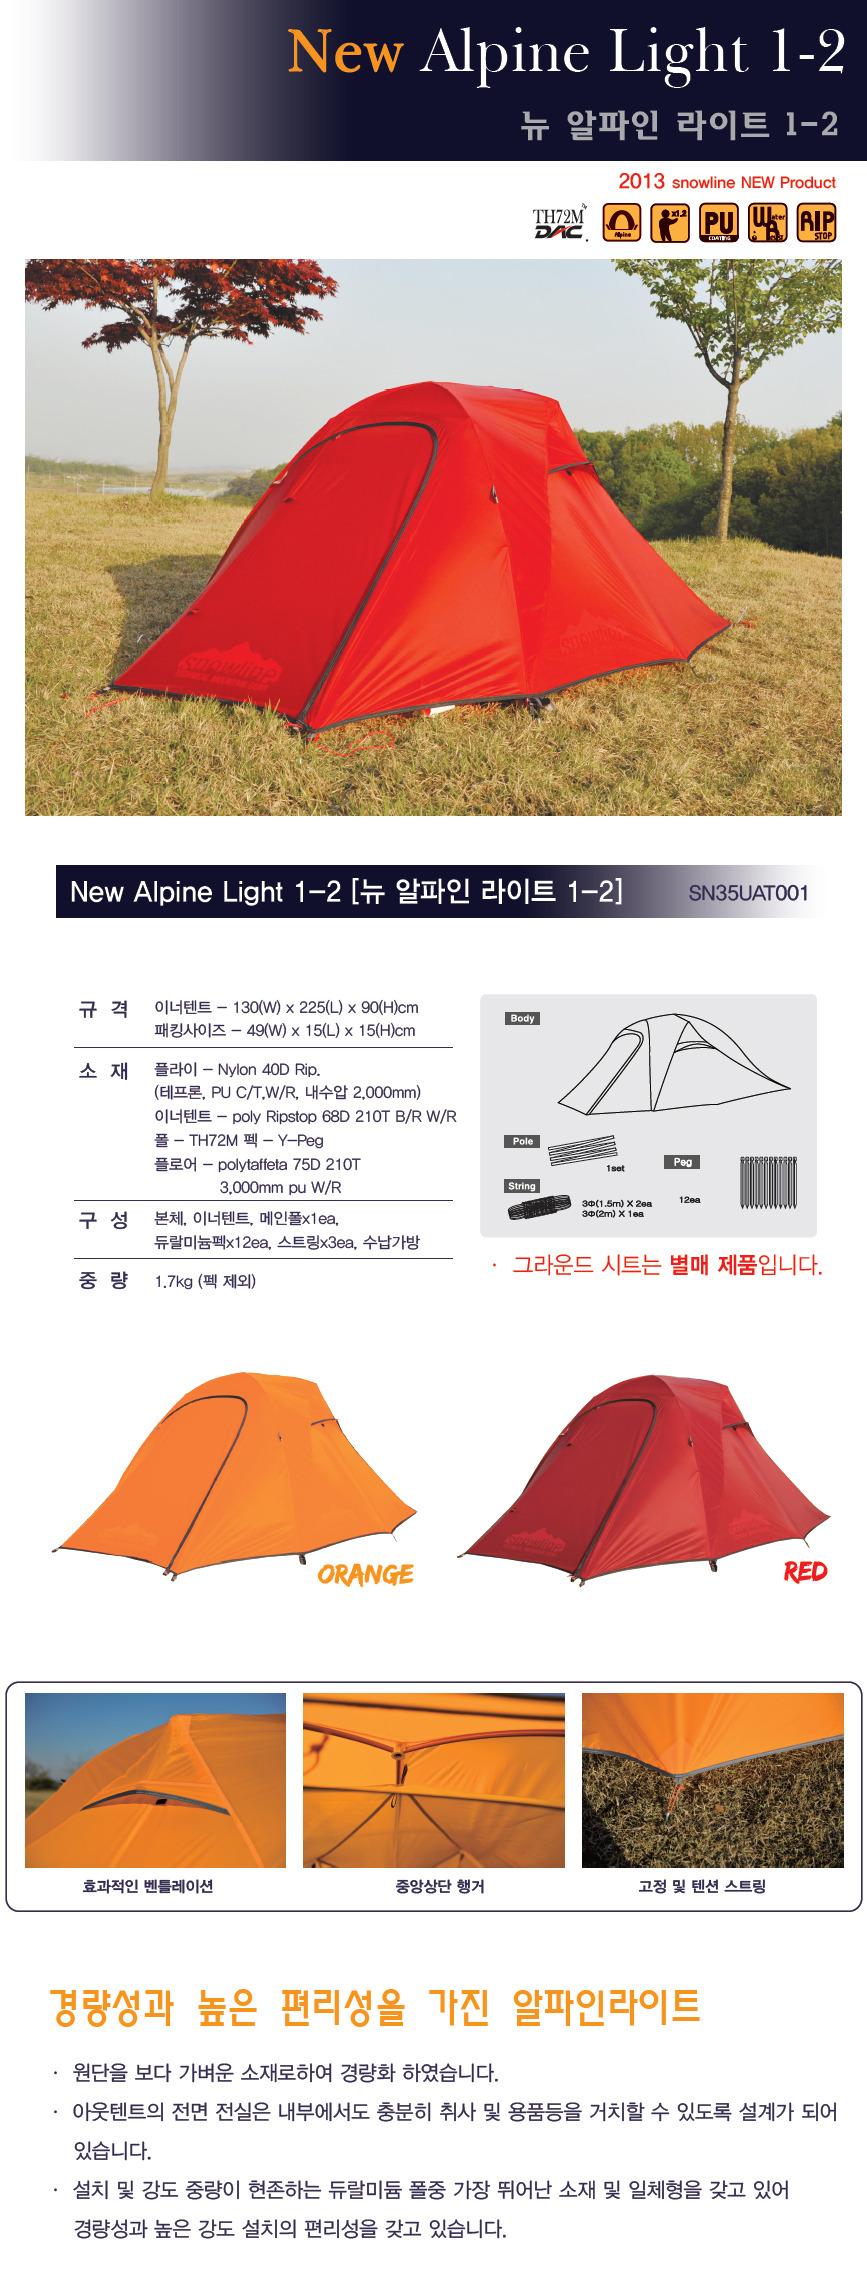 New Alpine Light 1-2
뉴 알파인 라이트 1-2
2013 snowline NEW Product
TH72M
DAC
Alpine
x1.2
PU
COATING
Water
AIP
STOP
snowline
New Alpine Light 1-2 [뉴 알파인 라이트 1-2]
SN35UAT001
규 격
이너텐트 - 130(W) x 225(L) x 90(H)cm
패킹사이즈 - 49(W) x 15(L) x 15(H)cm
소 재
플라이 - Nylon 40D Rip.
(테프론, PU C/T,W/R, 내수압 2,000mm)
이너텐트 - poly Ripstop 68D 210T B/R W/R
폴 - TH72M 펙 - Y-Peg
플로어 - polytaffeta 75D 210T
3,000mm pu W/R
구 성
본체, 이너텐트, 메인폴x1ea,
듀랄미늄펙x12ea, 스트링x3ea, 수납가방
중 량
1.7kg (펙 제외)
Body
Pole
1set
Peg
12ea
String
3Φ(1.5m) X 2ea
3Φ(2m) X 1ea
· 그라운드 시트는 별매 제품입니다.
ORANGE
RED
효과적인 벤틀레이션
중앙상단 행거
고정 및 텐션 스트링
경량성과 높은 편리성을 가진 알파인라이트
· 원단을 보다 가벼운 소재로하여 경량화 하였습니다.
· 아웃텐트의 전면 전실은 내부에서도 충분히 취사 및 용품등을 거치할 수 있도록 설계가 되어
있습니다.
· 설치 및 강도 중량이 현존하는 듀랄미듐 폴중 가장 뛰어난 소재 및 일체형을 갖고 있어
경량성과 높은 강도 설치의 편리성을 갖고 있습니다.